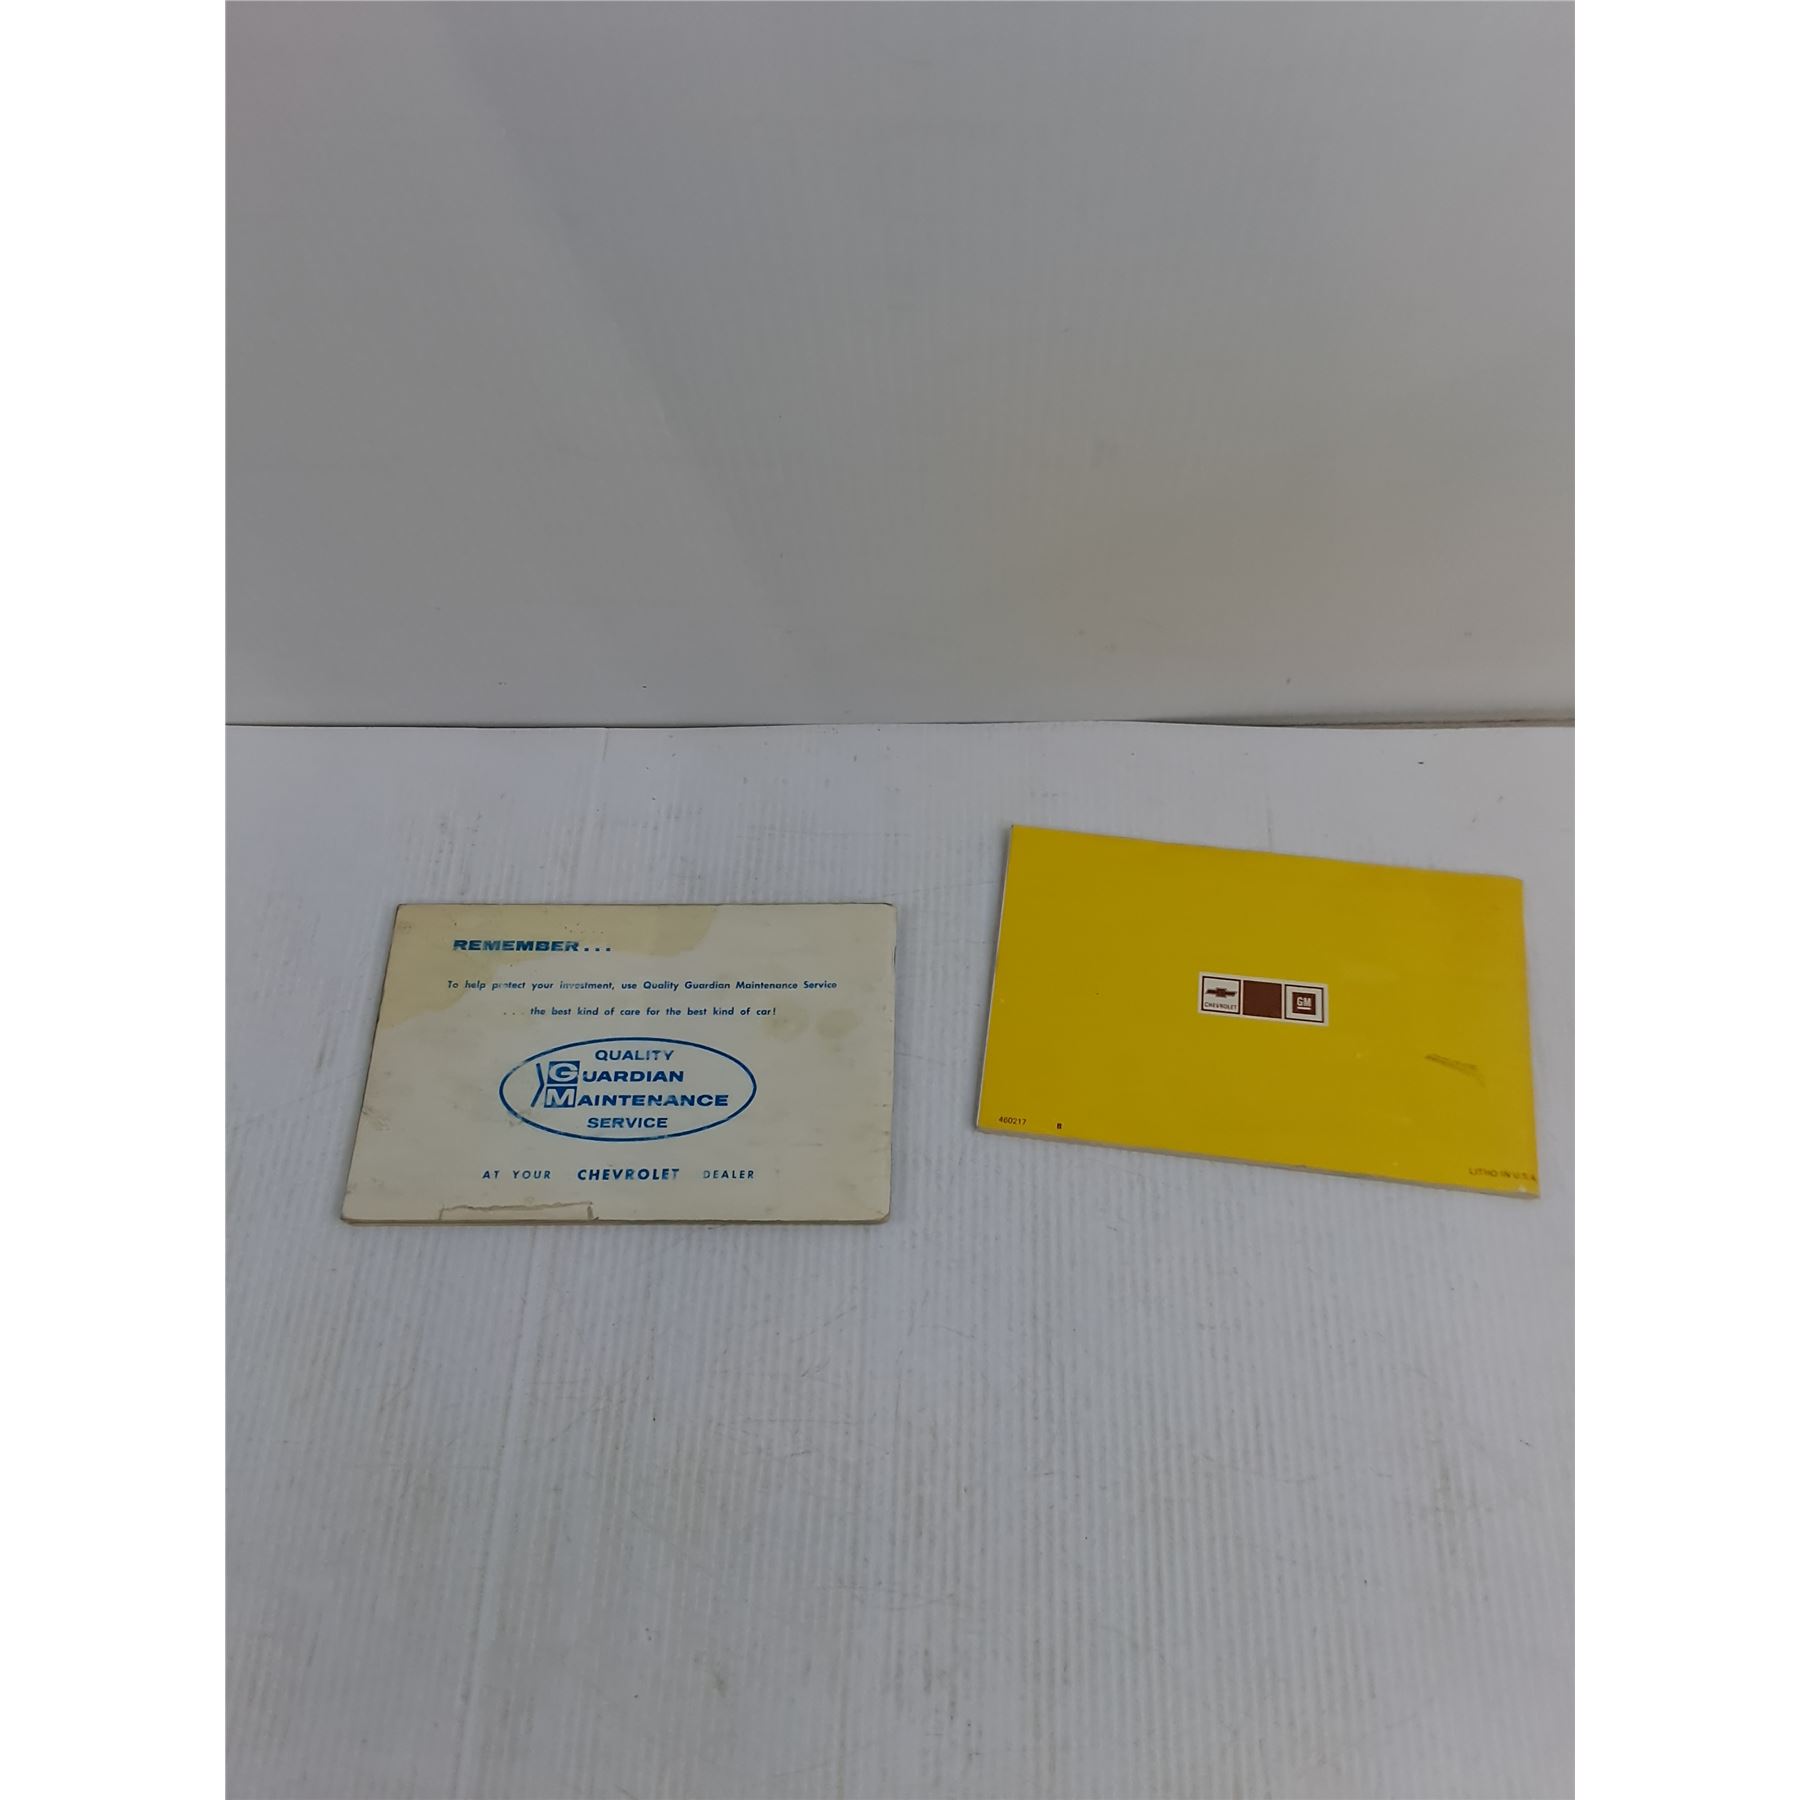 REMEMBER...
To help protect your investment, use Quality Guardian Maintenance Service
...the best kind of care for the best kind of car!
QUALITY
GUARDIAN
MAINTENANCE
SERVICE
AT YOUR CHEVROLET DEALER
CHEVROLET
GM
460217 B
LITHO IN U.S.A.